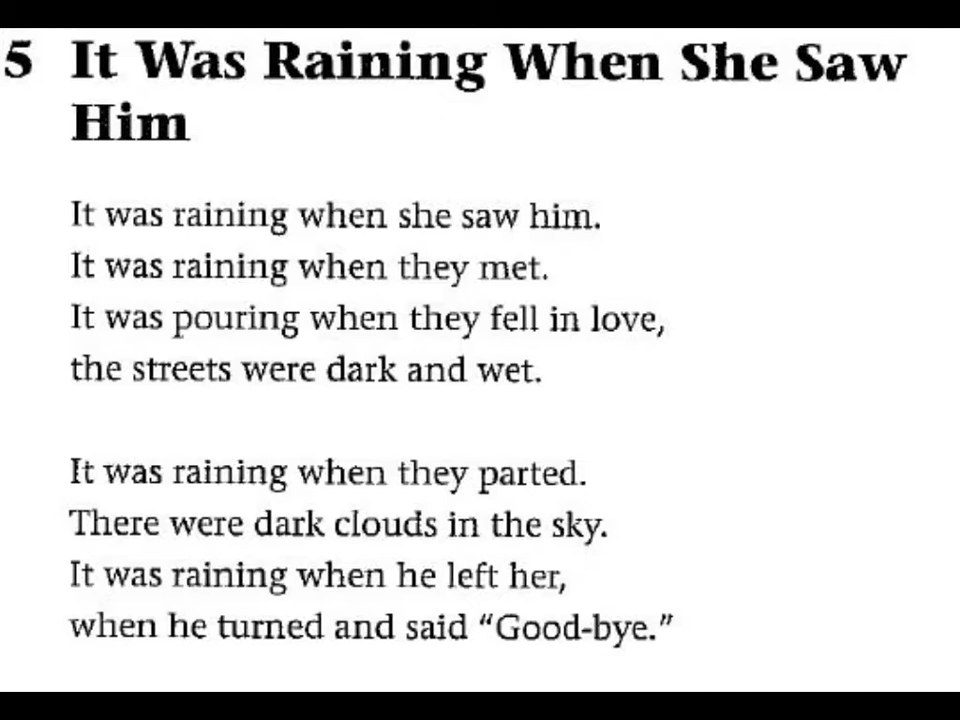 5 It Was Raining When She Saw
Him
It was raining when she saw him.
It was raining when they met.
It was pouring when they fell in love,
the streets were dark and wet.
It was raining when they parted.
There were dark clouds in the sky.
It was raining when he left her,
when he turned and said “Good-bye.”